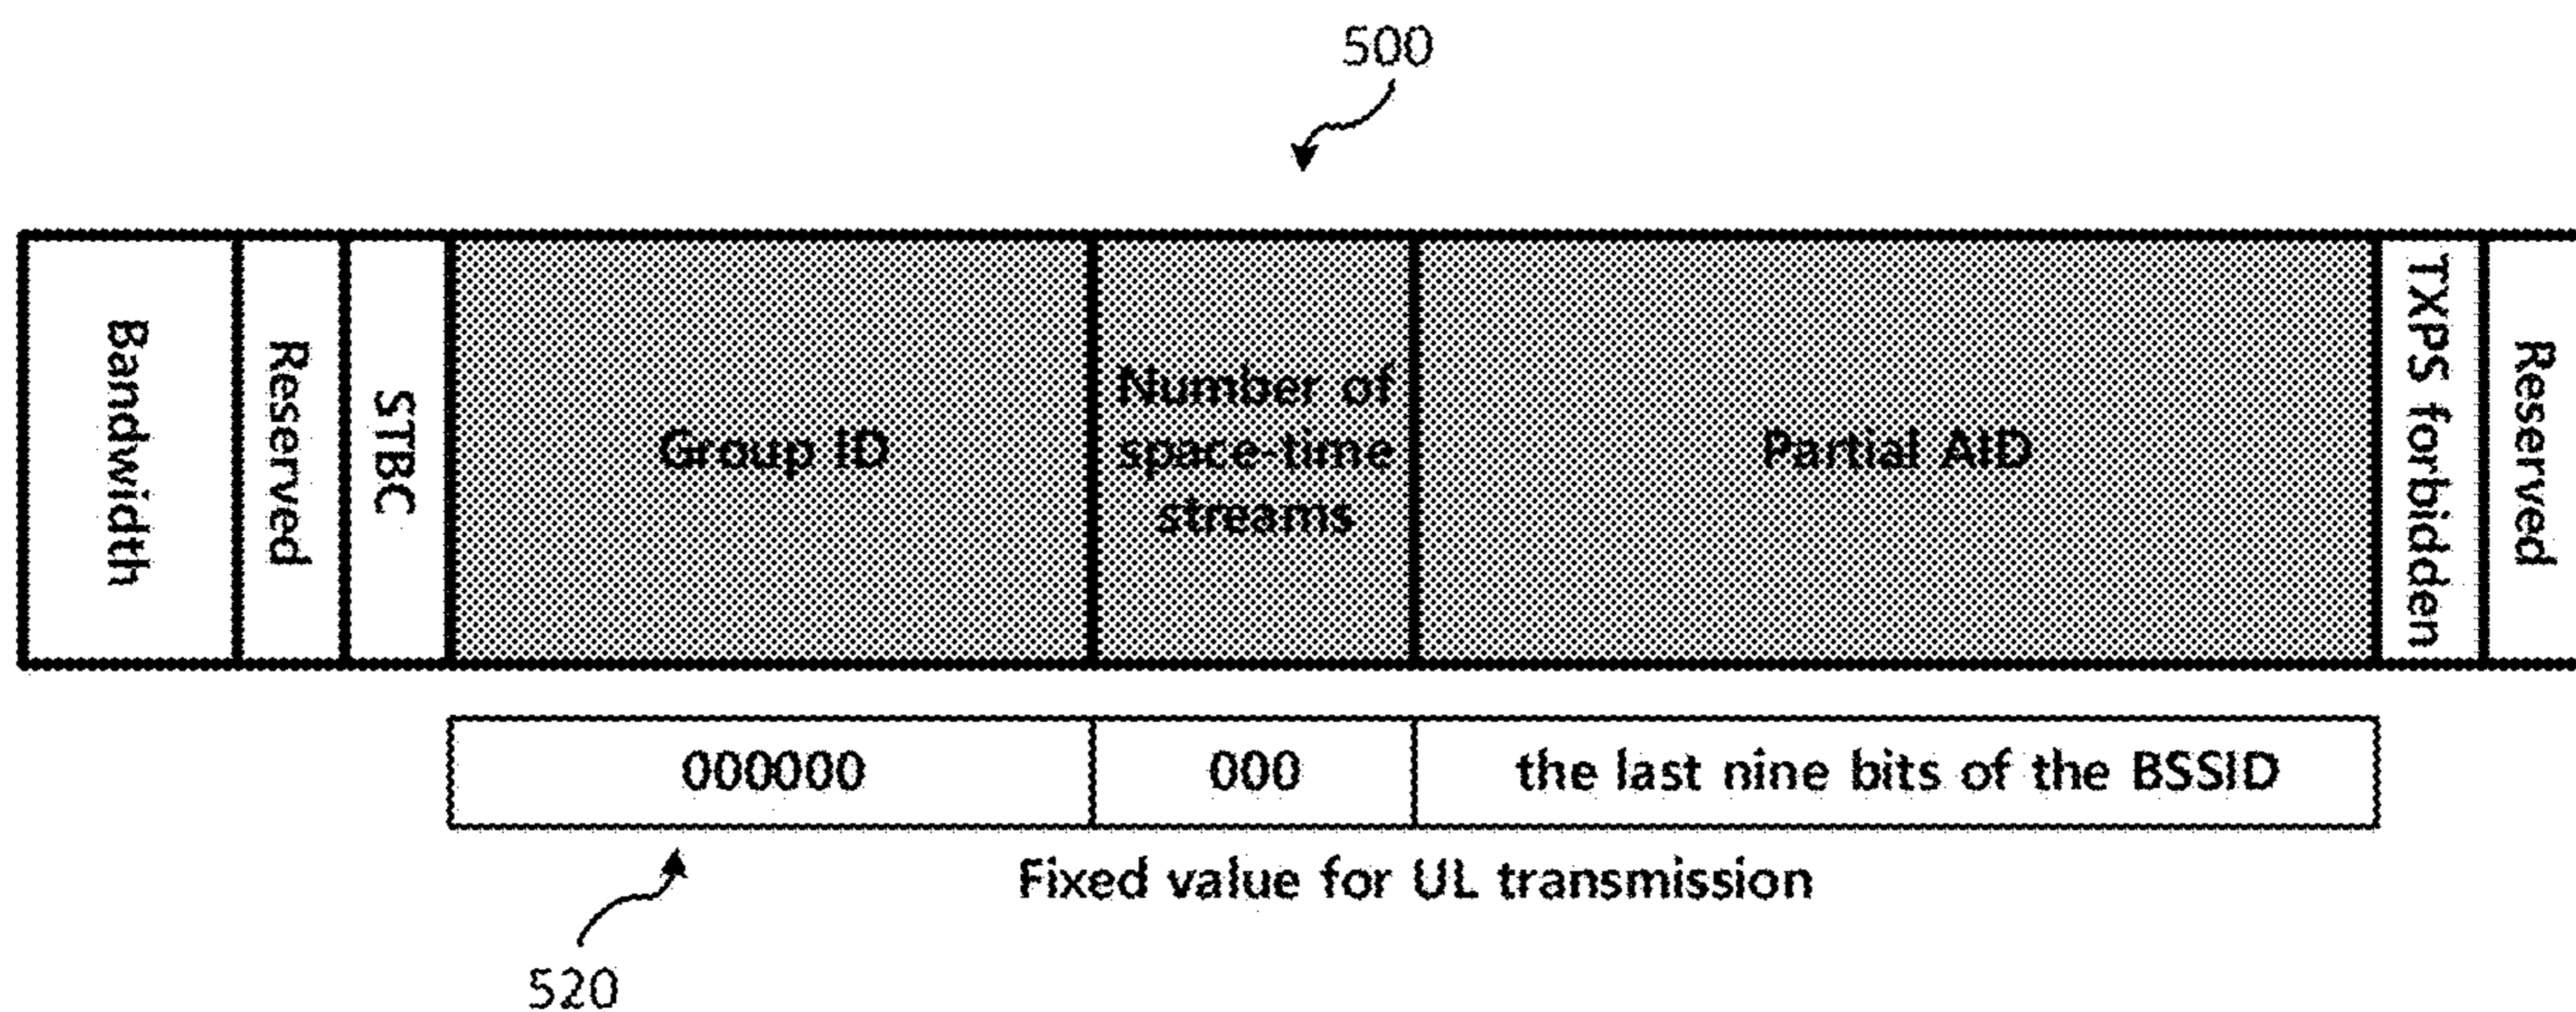 500
Bandwidth
Reserved
STBC
Group ID
Number of
space-time
streams
Partial AID
TXPS forbidden
Reserved
000000
000
the last nine bits of the BSSID
Fixed value for UL transmission
520